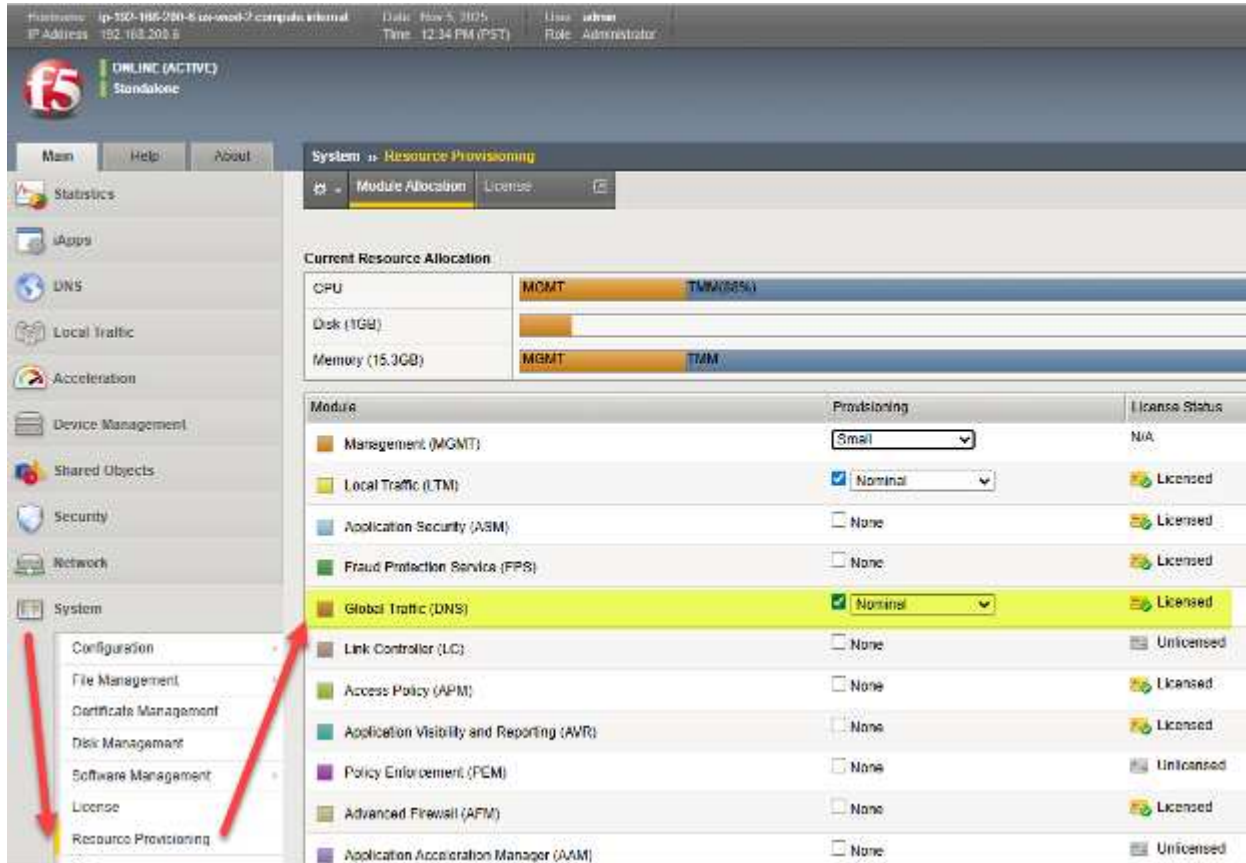 Hostname ip-192-168-200-6.us-west-2.compute.internal Date Nov 5, 2025 User admin
IP Address 192.168.200.6 Time 12:34 PM (PST) Role Administrator
f5
ONLINE (ACTIVE)
Standalone
Main Help About
System » Resource Provisioning
Module Allocation License
Statistics
iApps
DNS
Local Traffic
Acceleration
Device Management
Shared Objects
Security
Network
System
Configuration
File Management
Certificate Management
Disk Management
Software Management
License
Resource Provisioning
Current Resource Allocation
CPU MGMT TMM(88%)
Disk (1GB)
Memory (15.3GB) MGMT TMM
Module Provisioning License Status
Management (MGMT) Small N/A
Local Traffic (LTM) Nominal Licensed
Application Security (ASM) None Licensed
Fraud Protection Service (FPS) None Licensed
Global Traffic (DNS) Nominal Licensed
Link Controller (LC) None Unlicensed
Access Policy (APM) None Licensed
Application Visibility and Reporting (AVR) None Licensed
Policy Enforcement (PEM) None Unlicensed
Advanced Firewall (AFM) None Licensed
Application Acceleration Manager (AAM) None Unlicensed